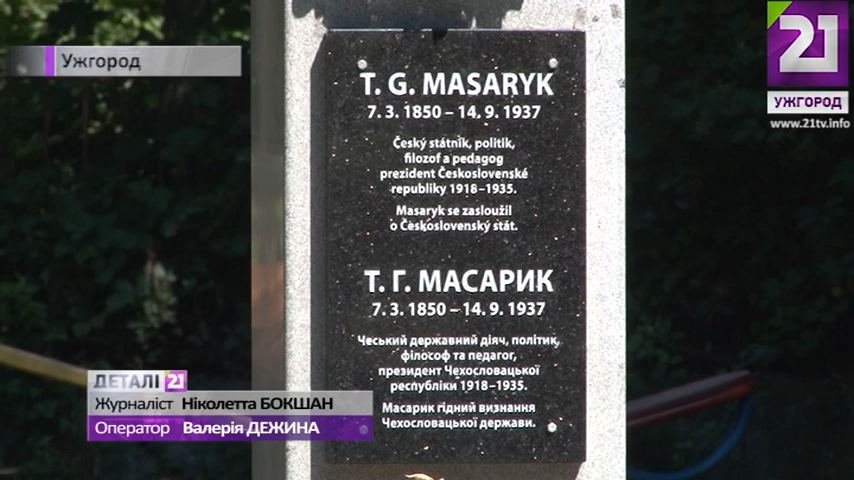 Ужгород
21
УЖГОРОД
www.21tv.info
T. G. MASARYK
7. 3. 1850 – 14. 9. 1937
Český státník, politik,
filozof a pedagog
prezident Československé
republiky 1918–1935.
Masaryk se zasloužil
o Československý stát.
Т. Г. МАСАРИК
7. 3. 1850 – 14. 9. 1937
Чеський державний діяч, політик,
філософ та педагог,
президент Чехословацької
республіки 1918–1935.
Масарик гідний визнання
Чехословацької держави.
ДЕТАЛІ 21
Журналіст Ніколетта БОКШАН
Оператор Валерія ДЕЖИНА